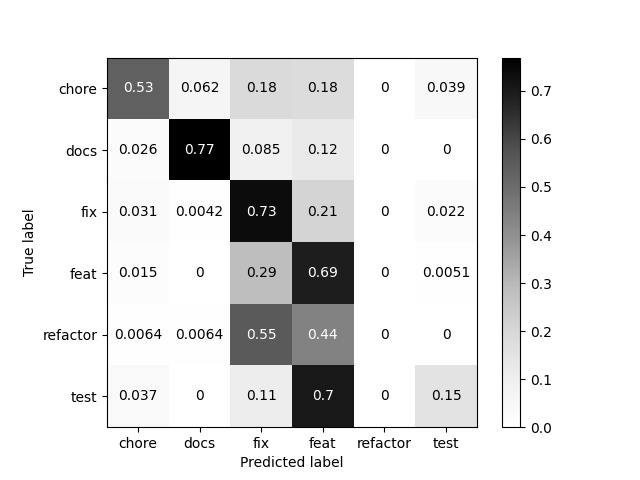 chore 0.53 0.062 0.18 0.18 0 0.039
docs 0.026 0.77 0.085 0.12 0 0
fix 0.031 0.0042 0.73 0.21 0 0.022
feat 0.015 0 0.29 0.69 0 0.0051
refactor 0.0064 0.0064 0.55 0.44 0 0
test 0.037 0 0.11 0.7 0 0.15
chore docs fix feat refactor test
Predicted label
True label
0.7
0.6
0.5
0.4
0.3
0.2
0.1
0.0